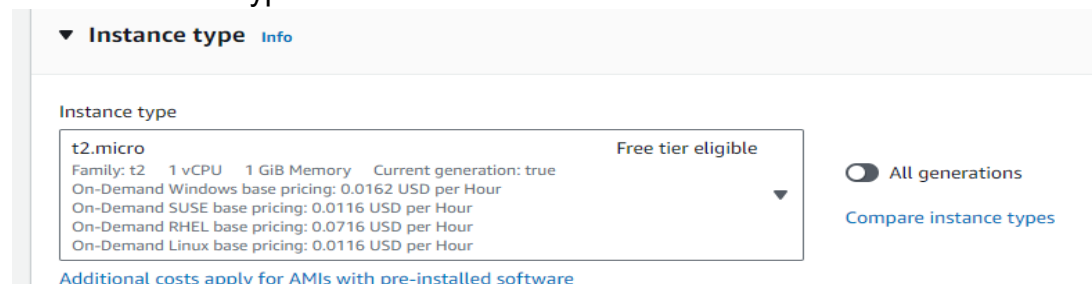 ▼ Instance type Info
Instance type
t2.micro Free tier eligible
Family: t2 1 vCPU 1 GiB Memory Current generation: true
On-Demand Windows base pricing: 0.0162 USD per Hour
On-Demand SUSE base pricing: 0.0116 USD per Hour
On-Demand RHEL base pricing: 0.0716 USD per Hour
On-Demand Linux base pricing: 0.0116 USD per Hour
All generations
Compare instance types
Additional costs apply for AMIs with pre-installed software